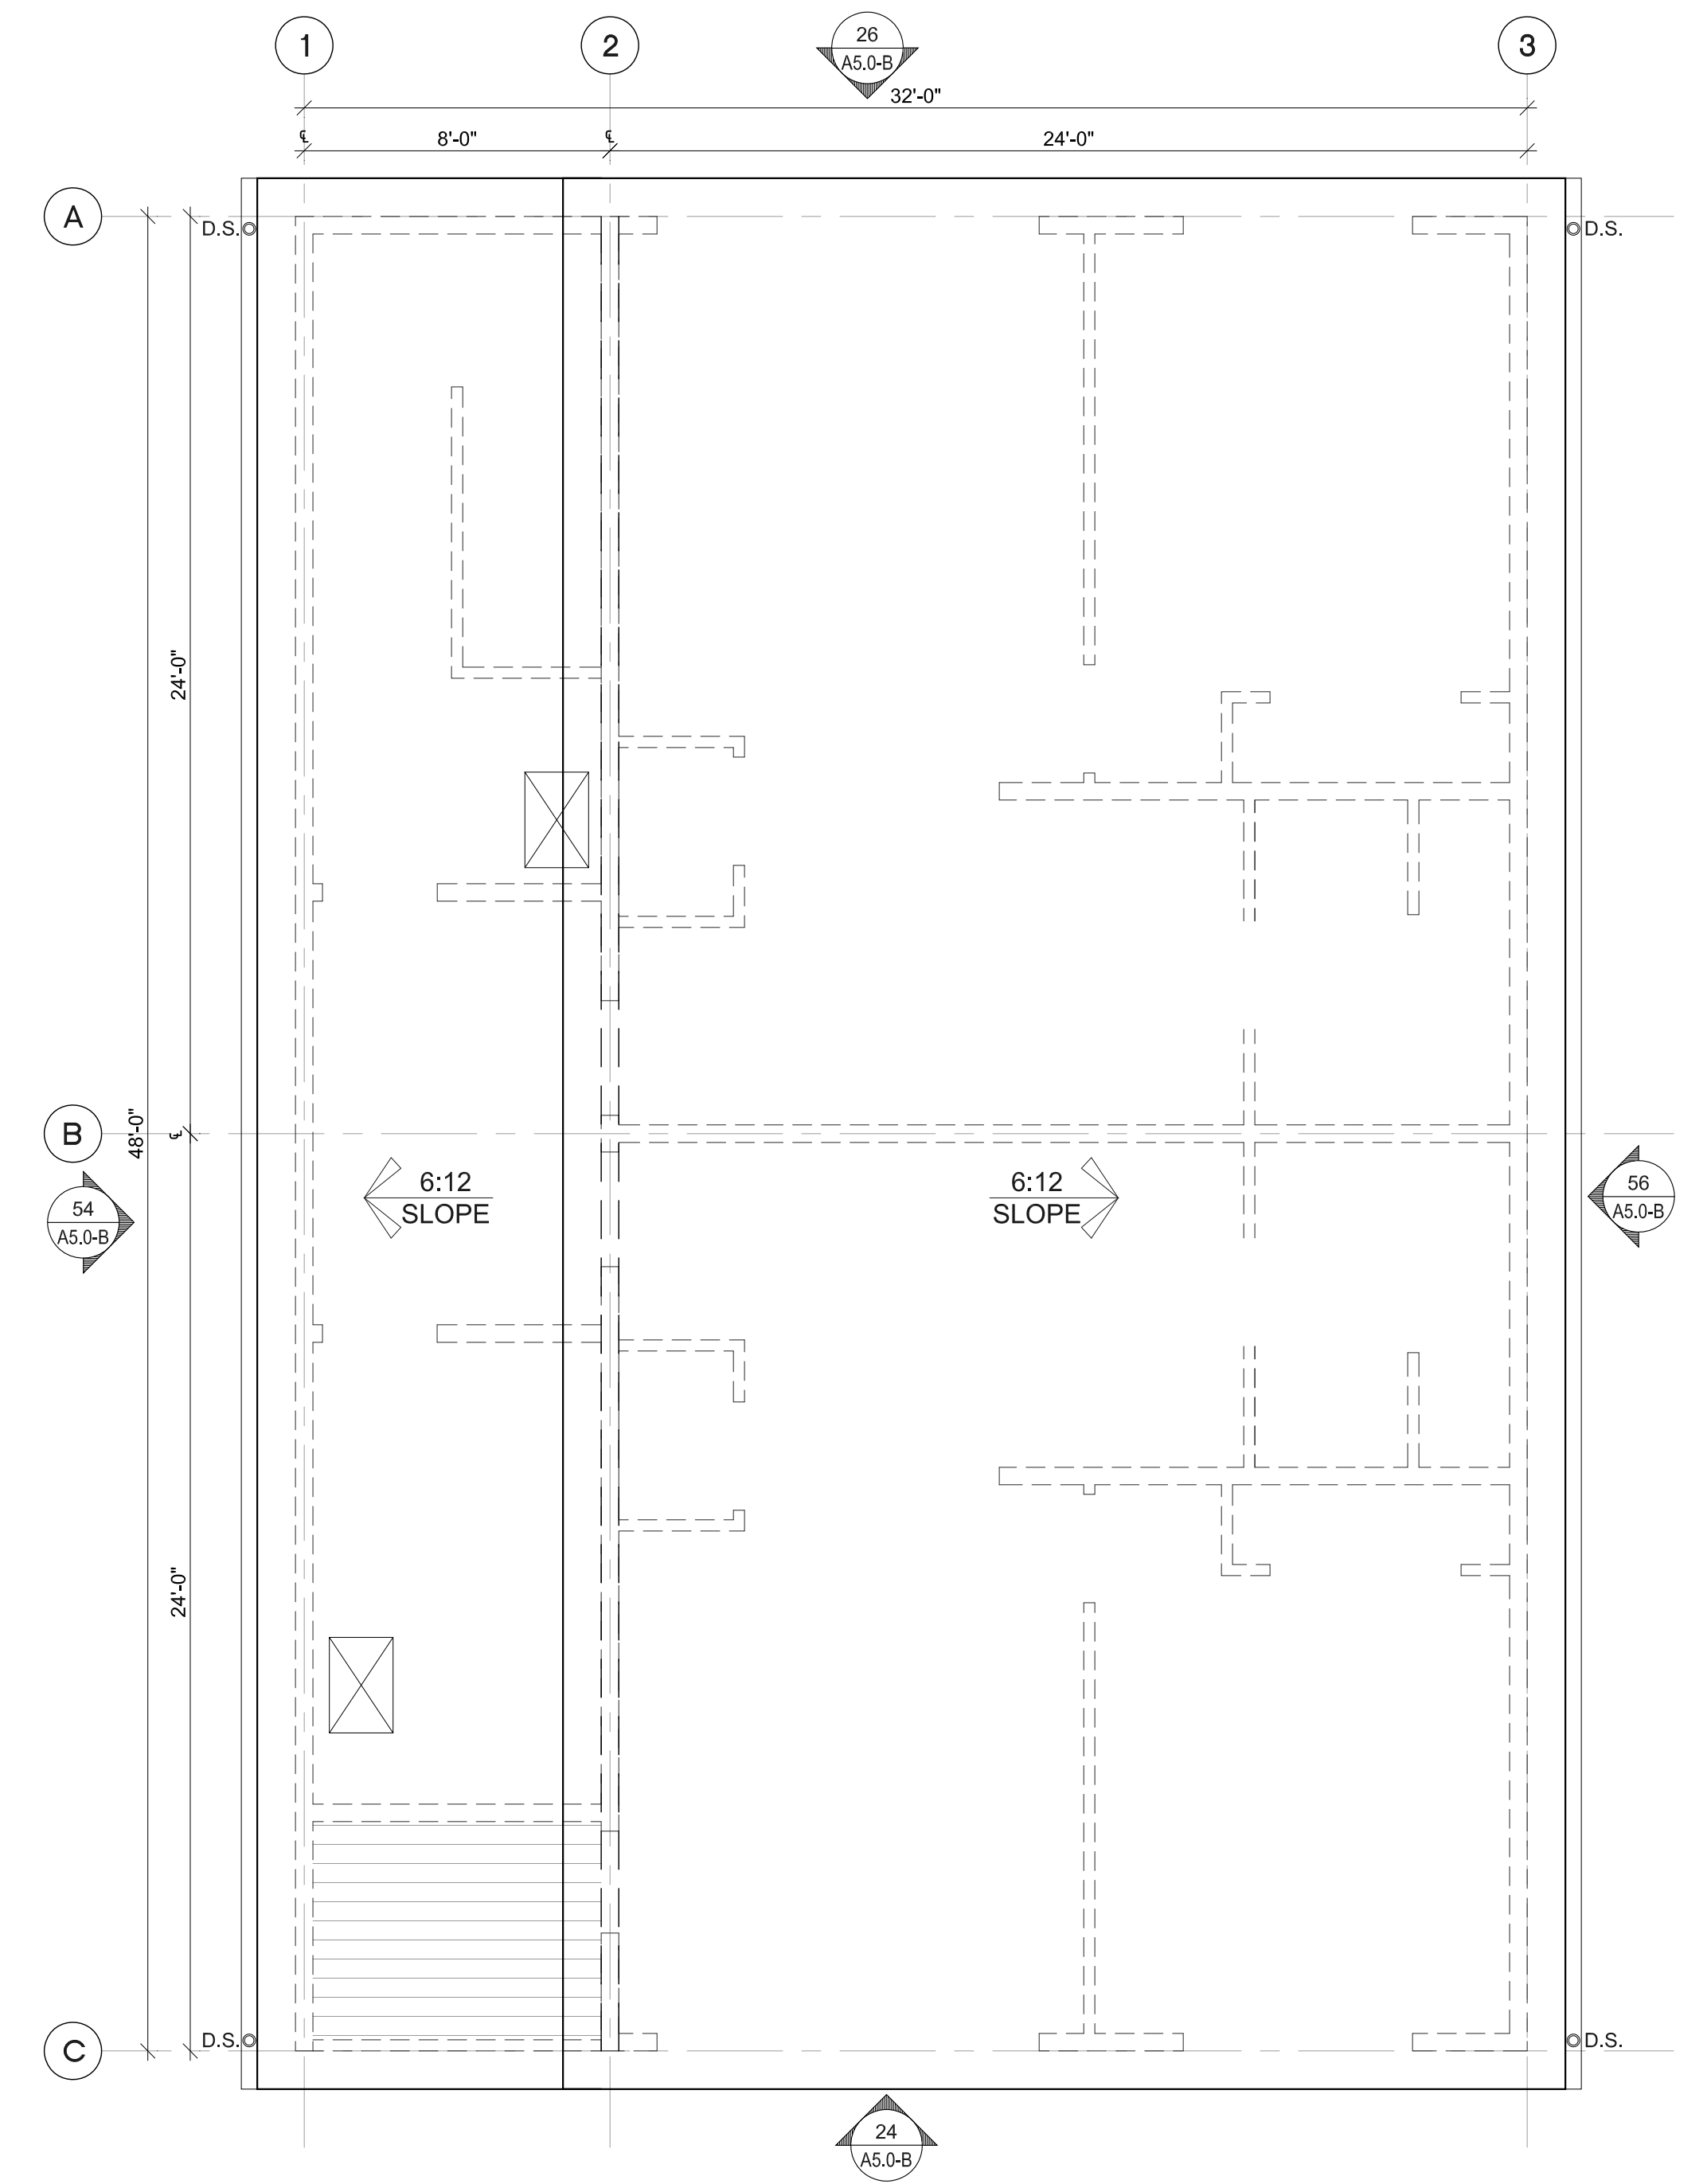 1
2
26
A5.0-B
3
32'-0"
℄
8'-0"
℄
24'-0"
A
D.S.
D.S.
24'-0"
B
48'-0"
℄
54
A5.0-B
6:12
SLOPE
6:12
SLOPE
56
A5.0-B
24'-0"
C
D.S.
D.S.
24
A5.0-B